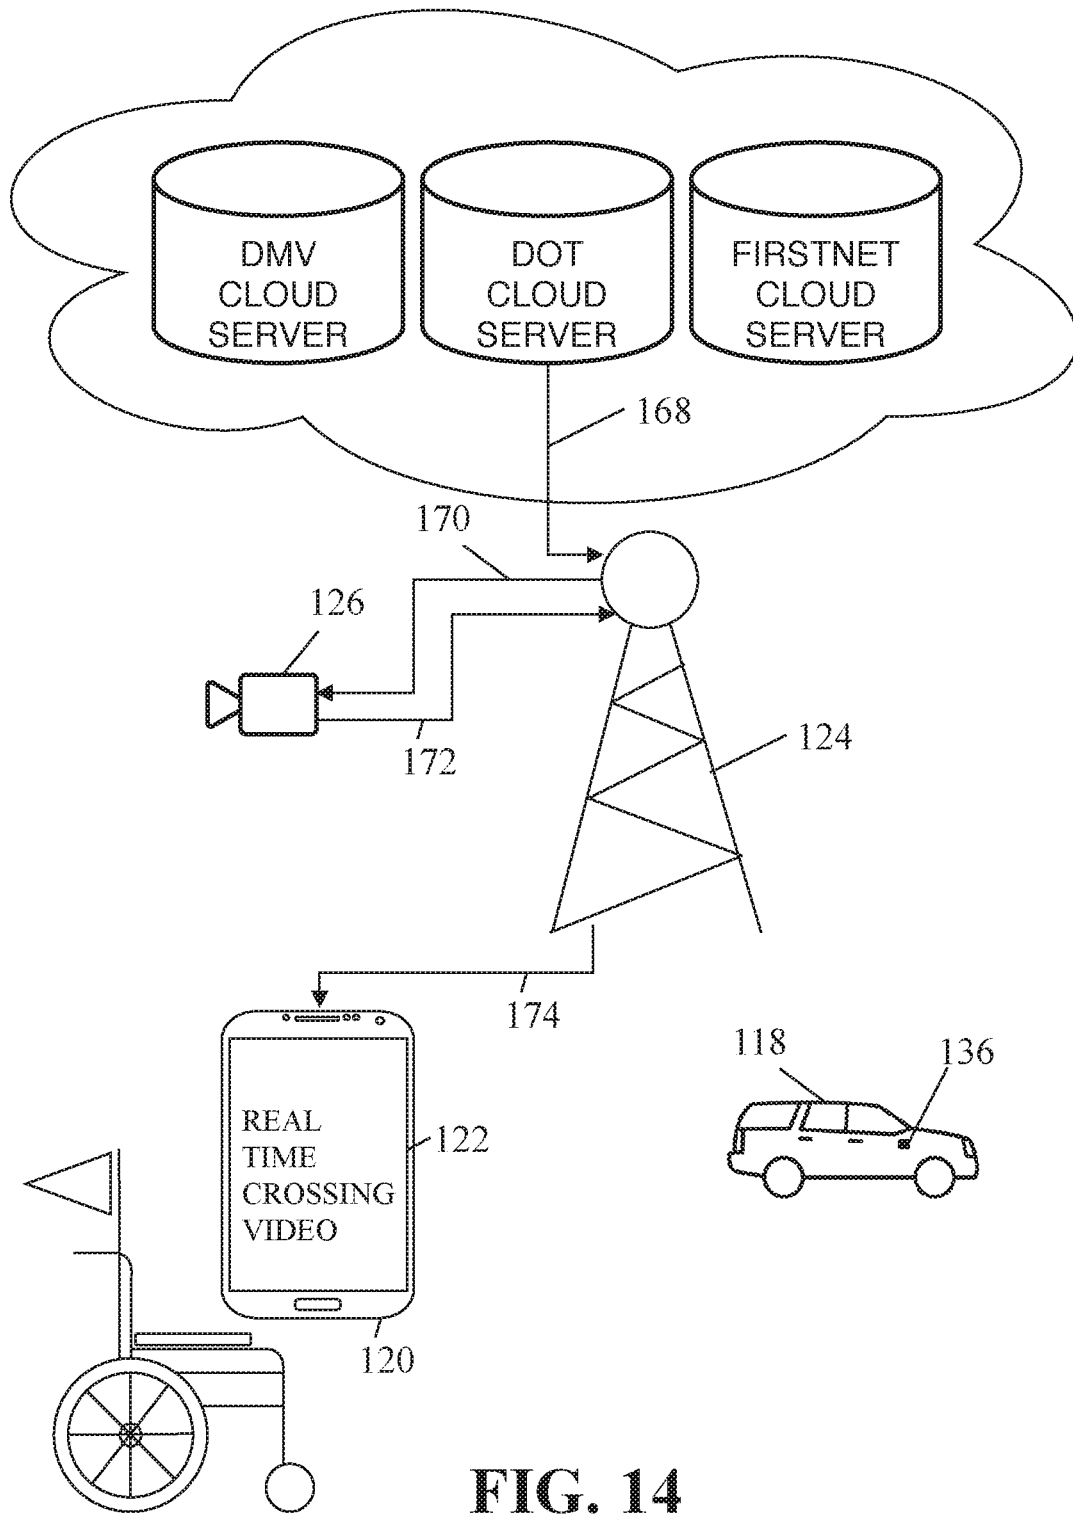 DMV
CLOUD
SERVER
DOT
CLOUD
SERVER
FIRSTNET
CLOUD
SERVER
168
170
126
172
124
174
118
136
REAL
TIME
CROSSING
VIDEO
122
120
FIG. 14